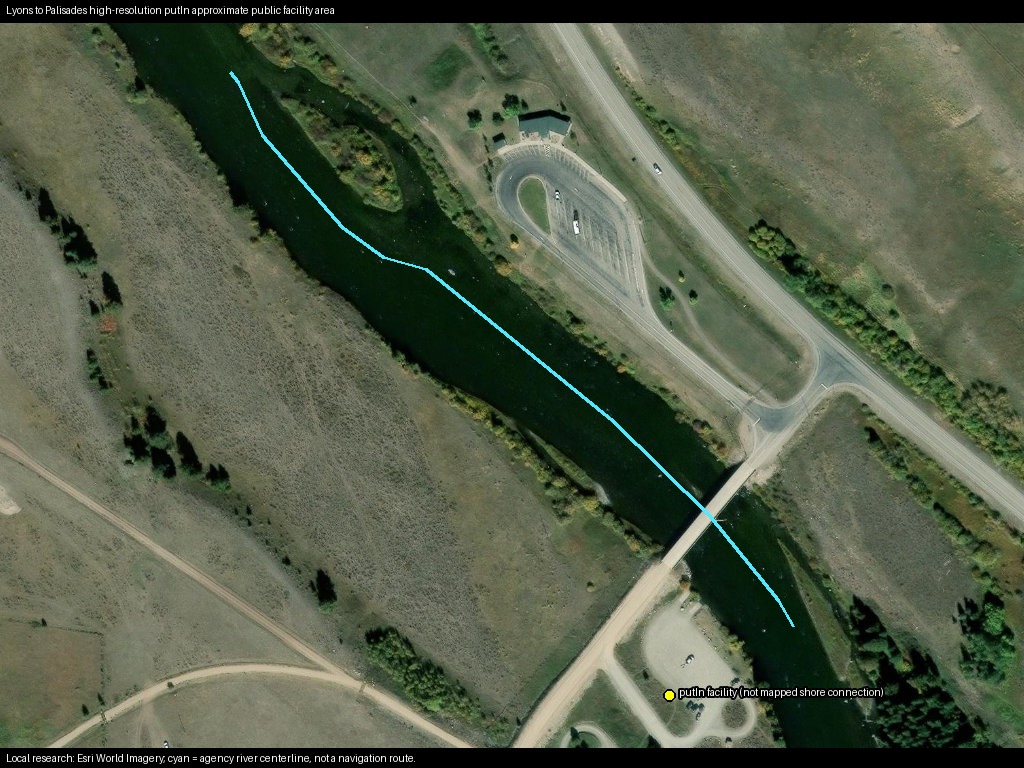 Lyons to Palisades high-resolution putin approximate public facility area
putin facility (not mapped shore connection)
Local research: Esri World Imagery; cyan = agency river centerline, not a navigation route.